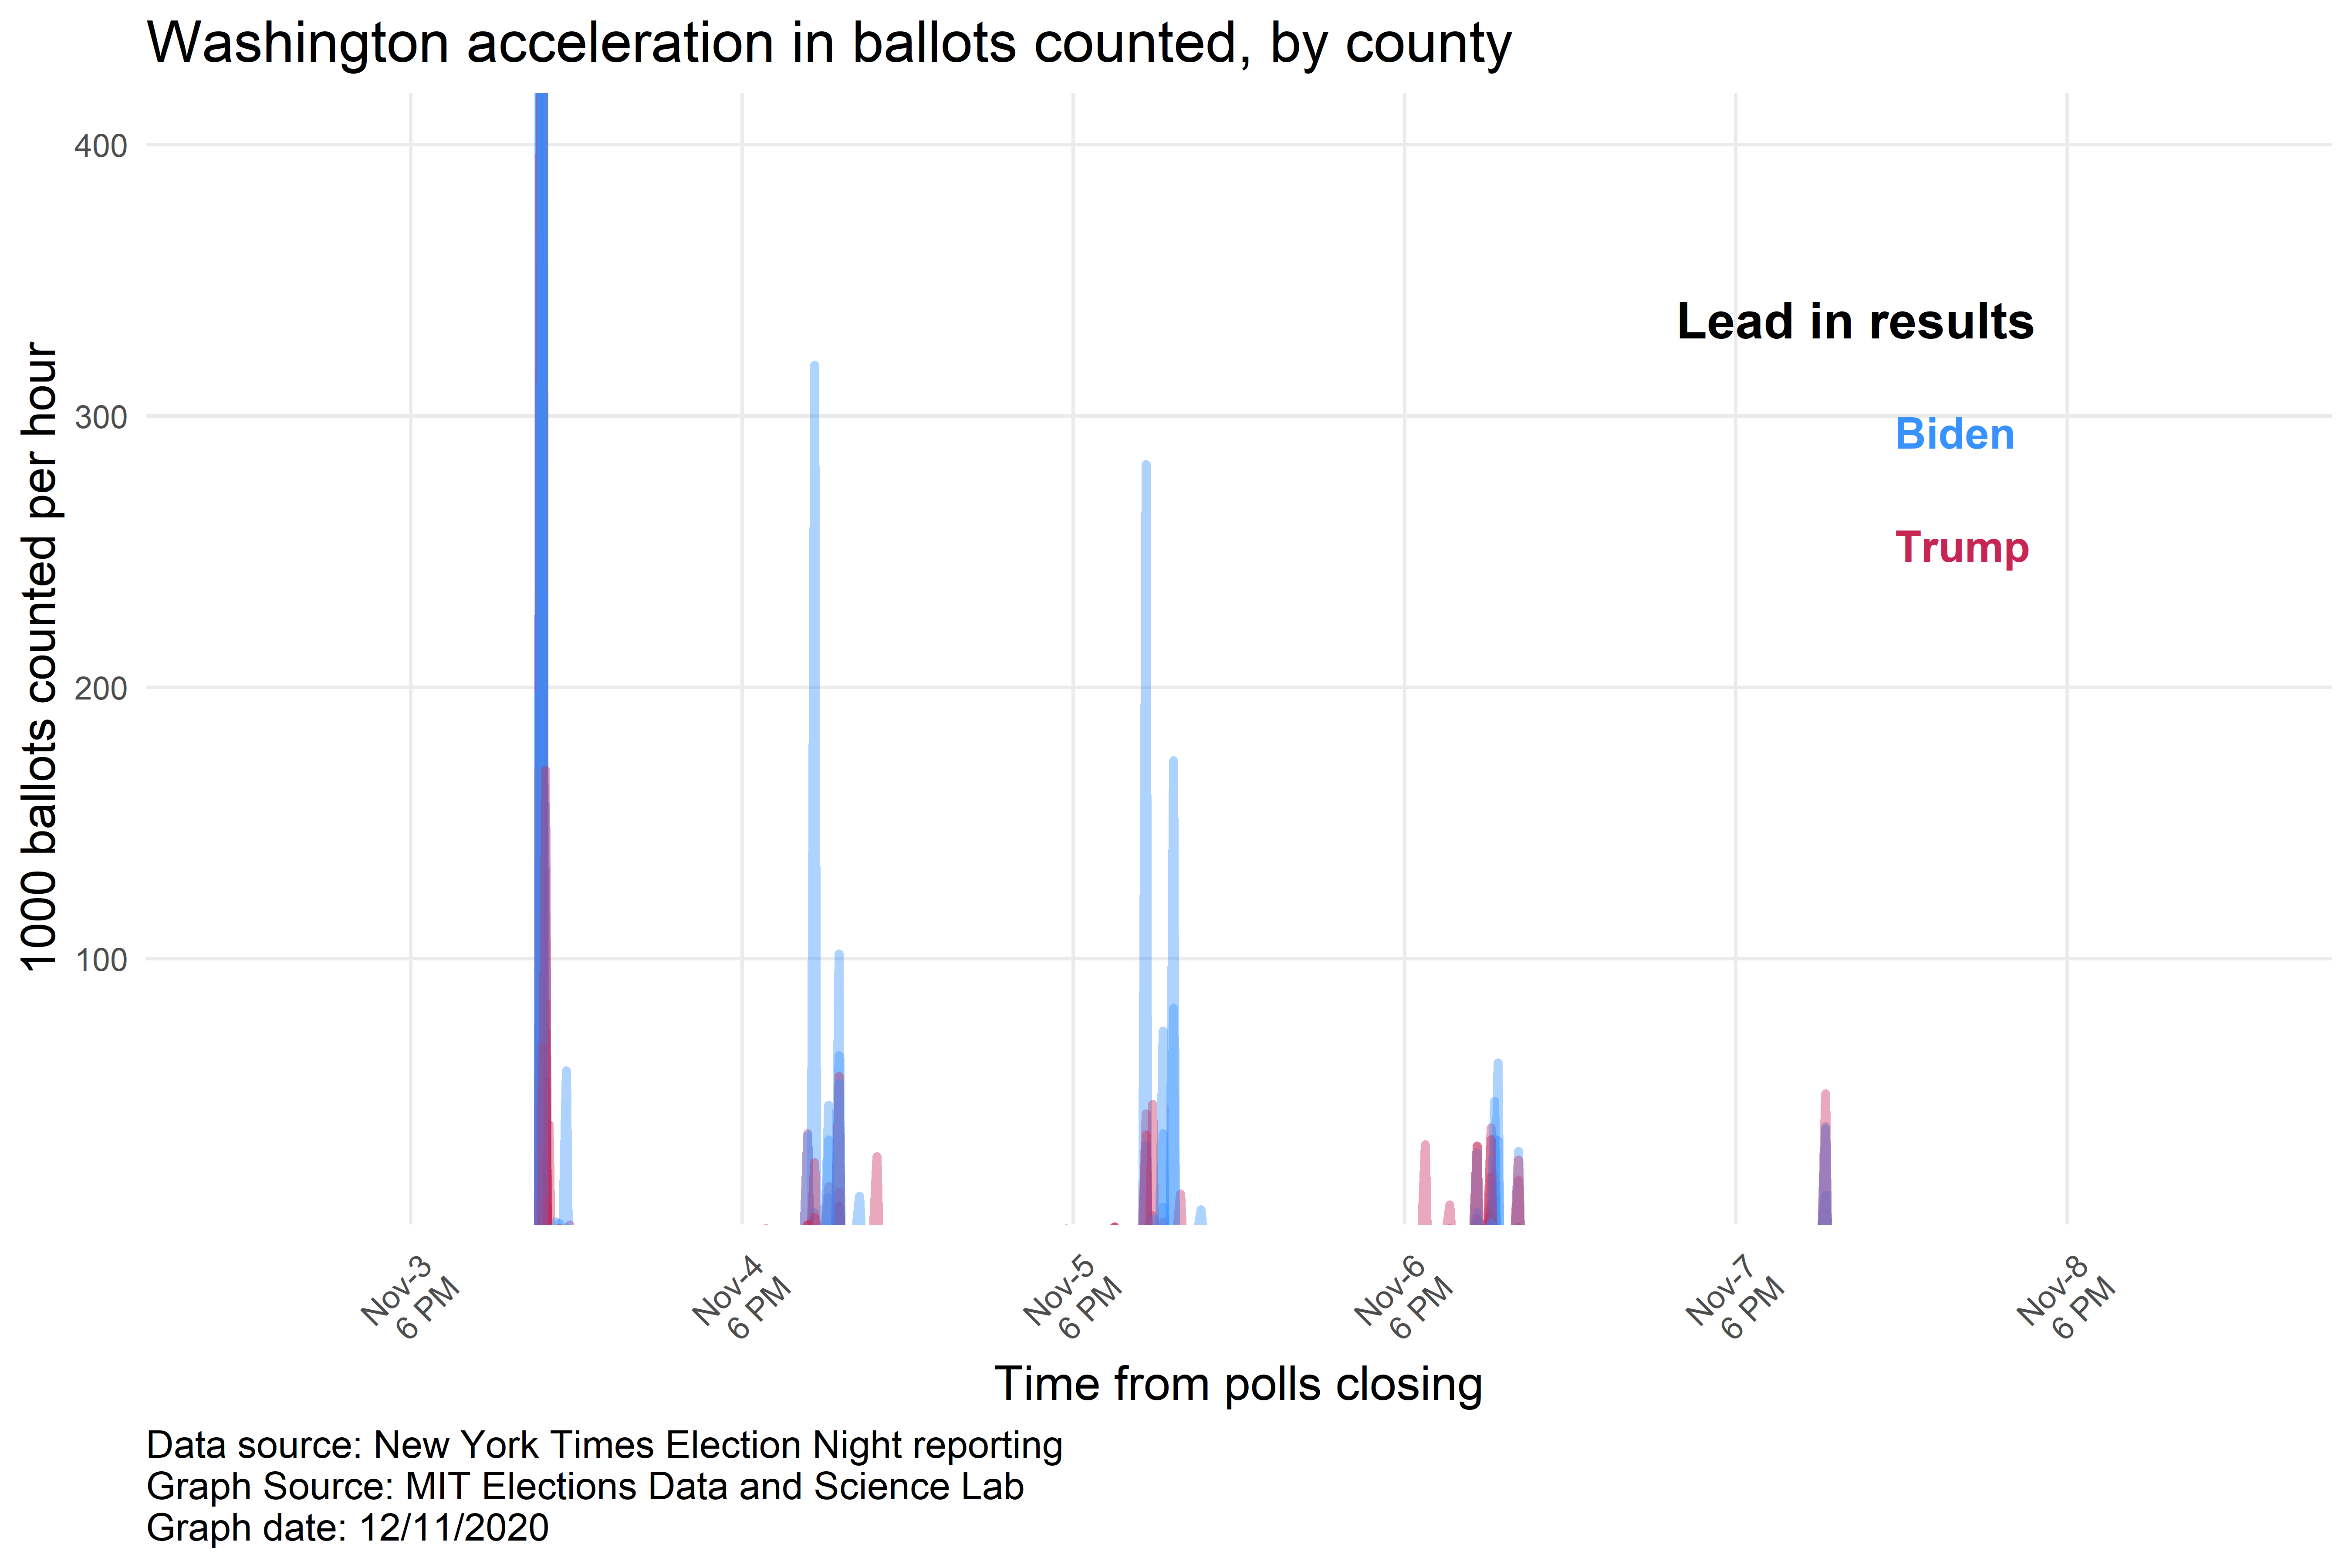 Washington acceleration in ballots counted, by county
1000 ballots counted per hour
400
300
200
100
Lead in results
Biden
Trump
Nov-3
6 PM
Nov-4
6 PM
Nov-5
6 PM
Nov-6
6 PM
Nov-7
6 PM
Nov-8
6 PM
Time from polls closing
Data source: New York Times Election Night reporting
Graph Source: MIT Elections Data and Science Lab
Graph date: 12/11/2020